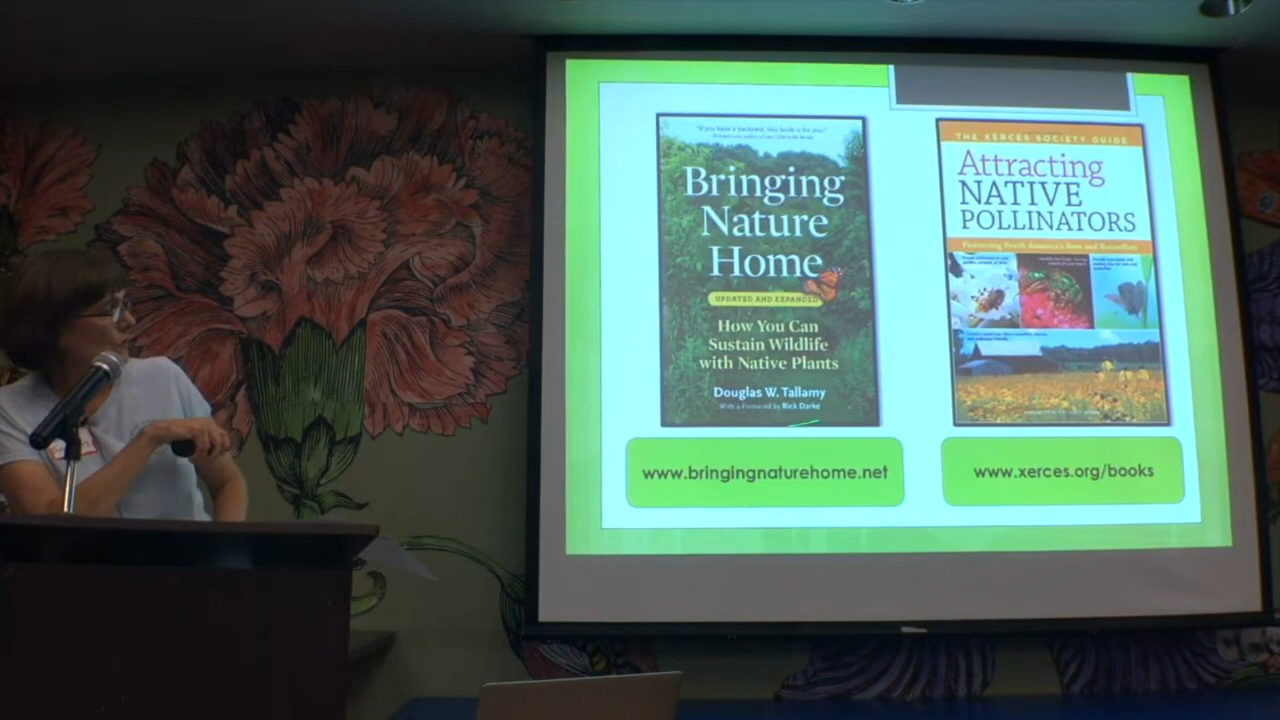 "If you have a backyard, this book is for you."
Bringing
Nature
Home
UPDATED AND EXPANDED
How You Can
Sustain Wildlife
with Native Plants
Douglas W. Tallamy
With a Foreword by Rick Darke
www.bringingnaturehome.net
THE XERCES SOCIETY GUIDE
Attracting
NATIVE
POLLINATORS
Protecting North America's Bees and Butterflies
www.xerces.org/books